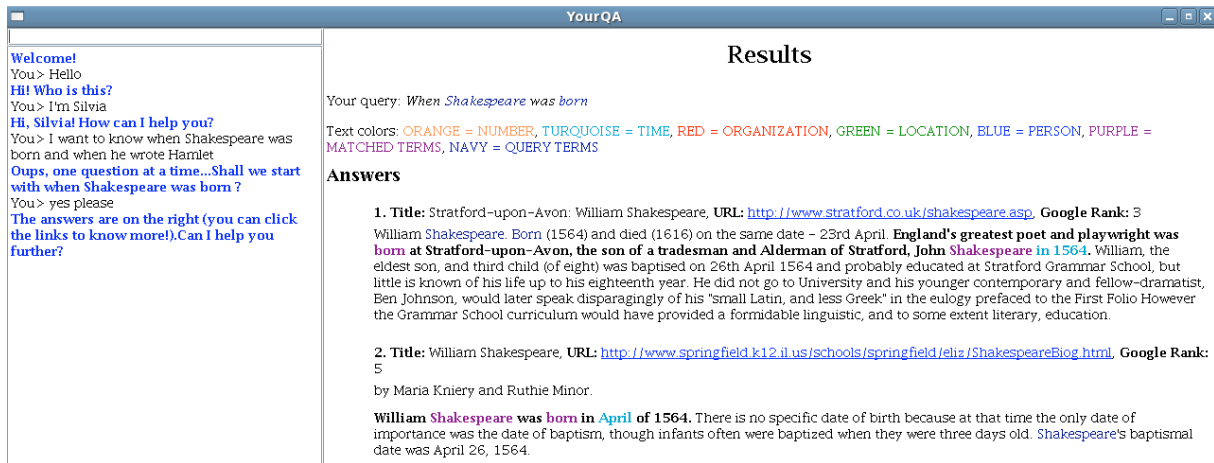 YourQA
Welcome!
You> Hello
Hi! Who is this?
You> I'm Silvia
Hi, Silvia! How can I help you?
You> I want to know when Shakespeare was
born and when he wrote Hamlet
Oups, one question at a time...Shall we start
with when Shakespeare was born ?
You> yes please
The answers are on the right (you can click
the links to know more!).Can I help you
further?
Results
Your query: When Shakespeare was born
Text colors: ORANGE = NUMBER, TURQUOISE = TIME, RED = ORGANIZATION, GREEN = LOCATION, BLUE = PERSON, PURPLE =
MATCHED TERMS, NAVY = QUERY TERMS
Answers
1. Title: Stratford-upon-Avon: William Shakespeare, URL: http://www.stratford.co.uk/shakespeare.asp, Google Rank: 3
William Shakespeare. Born (1564) and died (1616) on the same date - 23rd April. England's greatest poet and playwright was
born at Stratford-upon-Avon, the son of a tradesman and Alderman of Stratford, John Shakespeare in 1564. William, the
eldest son, and third child (of eight) was baptised on 26th April 1564 and probably educated at Stratford Grammar School, but
little is known of his life up to his eighteenth year. He did not go to University and his younger contemporary and fellow-dramatist,
Ben Johnson, would later speak disparagingly of his "small Latin, and less Greek" in the eulogy prefaced to the First Folio However
the Grammar School curriculum would have provided a formidable linguistic, and to some extent literary, education.
2. Title: William Shakespeare, URL: http://www.springfield.k12.il.us/schools/springfield/eliz/ShakespeareBiog.html, Google Rank:
5
by Maria Kniery and Ruthie Minor.
William Shakespeare was born in April of 1564. There is no specific date of birth because at that time the only date of
importance was the date of baptism, though infants often were baptized when they were three days old. Shakespeare's baptismal
date was April 26, 1564.